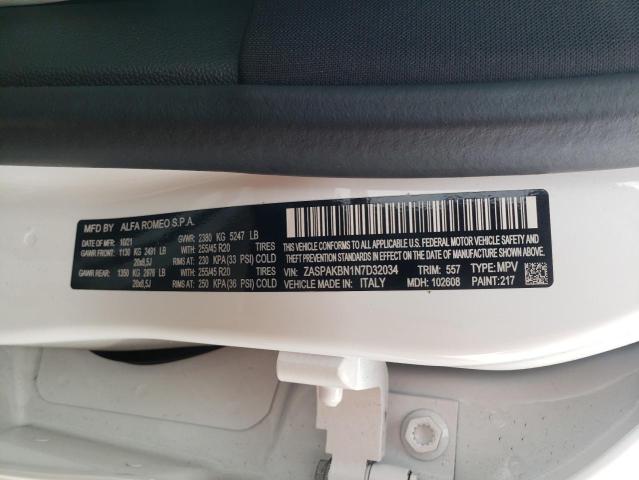 MFD BY ALFA ROMEO S.P.A.
DATE OF MFR: 10/21 GVWR: 2380 KG 5247 LB
GAWR FRONT: 1130 KG 2491 LB WITH 255/45 R20 TIRES
20x8,5J RIMS AT: 230 KPA(33 PSI) COLD
GAWR REAR: 1350 KG 2976 LB WITH: 255/45 R20 TIRES
20x8,5J RIMS AT: 250 KPA(36 PSI) COLD
THIS VEHICLE CONFORMS TO ALL APPLICABLE
U.S. FEDERAL MOTOR VEHICLE SAFETY,
BUMPER, AND THEFT PREVENTION STANDARDS IN EFFECT
ON THE DATE OF MANUFACTURE SHOWN ABOVE.
VIN: ZASPAKBN1N7D32034 TRIM: 557 TYPE: MPV
VEHICLE MADE IN: ITALY MDH: 102608 PAINT: 217